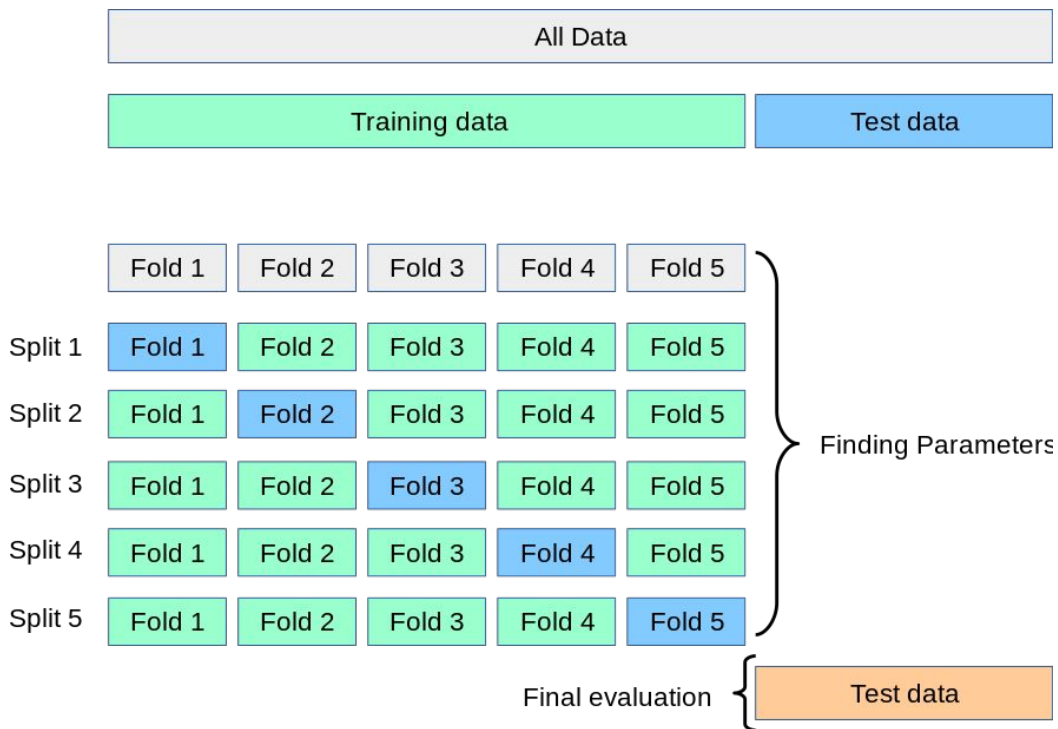 All Data
Training data Test data
Fold 1 Fold 2 Fold 3 Fold 4 Fold 5
Split 1 Fold 1 Fold 2 Fold 3 Fold 4 Fold 5
Split 2 Fold 1 Fold 2 Fold 3 Fold 4 Fold 5
Finding Parameters
Split 3 Fold 1 Fold 2 Fold 3 Fold 4 Fold 5
Split 4 Fold 1 Fold 2 Fold 3 Fold 4 Fold 5
Split 5 Fold 1 Fold 2 Fold 3 Fold 4 Fold 5
Final evaluation Test data